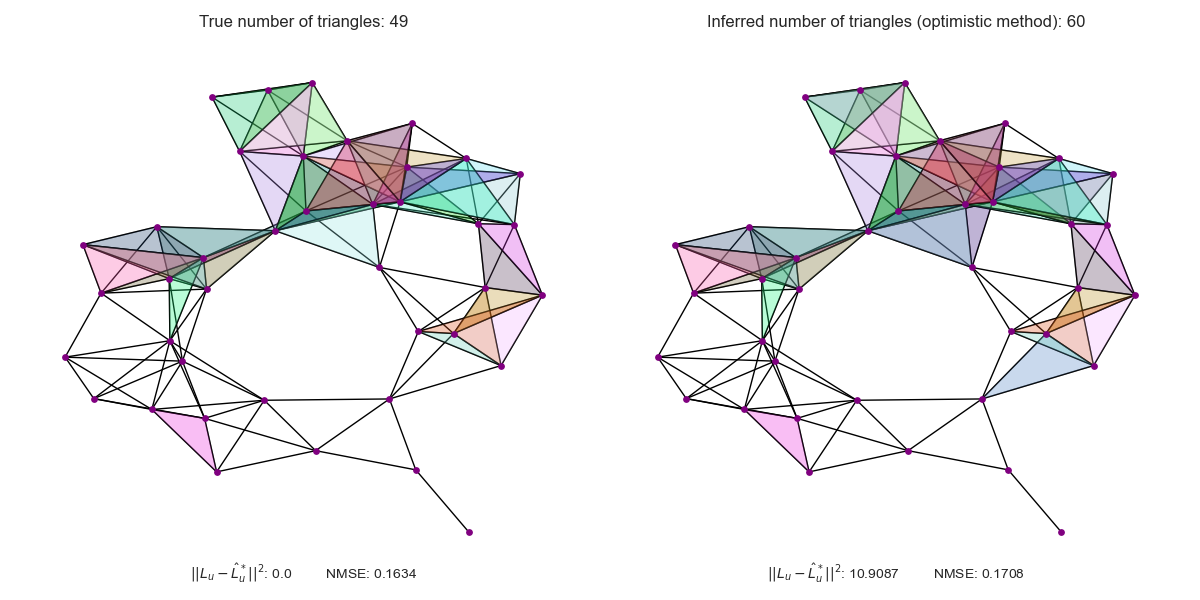 True number of triangles: 49
Inferred number of triangles (optimistic method): 60
$||L_u - \hat{L}_u^*||^2$: 0.0 NMSE: 0.1634
$||L_u - \hat{L}_u^*||^2$: 10.9087 NMSE: 0.1708